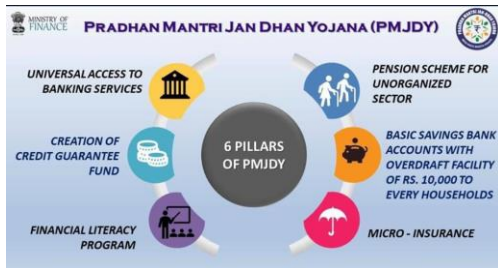 MINISTRY OF
FINANCE
PRADHAN MANTRI JAN DHAN YOJANA (PMJDY)
UNIVERSAL ACCESS TO
BANKING SERVICES
CREATION OF
CREDIT GUARANTEE
FUND
FINANCIAL LITERACY
PROGRAM
6 PILLARS
OF PMJDY
PENSION SCHEME FOR
UNORGANIZED
SECTOR
BASIC SAVINGS BANK
ACCOUNTS WITH
OVERDRAFT FACILITY
OF RS. 10,000 TO
EVERY HOUSEHOLDS
MICRO - INSURANCE